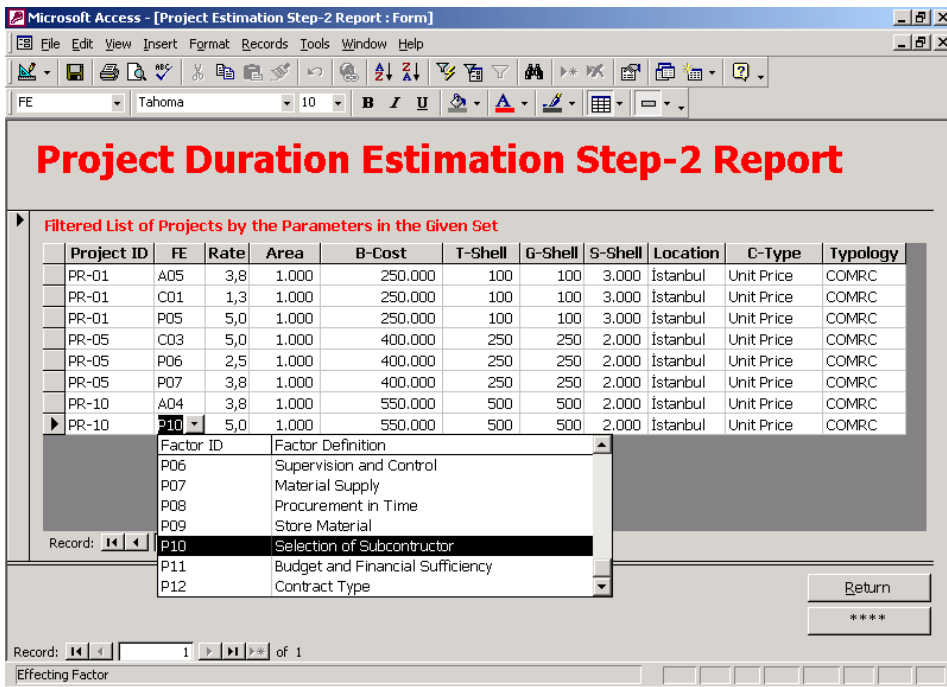 Microsoft Access - [Project Estimation Step-2 Report : Form]
File Edit View Insert Format Records Tools Window Help
FE Tahoma 10 B I U
Project Duration Estimation Step-2 Report
Filtered List of Projects by the Parameters in the Given Set
Project ID FE Rate Area B-Cost T-Shell G-Shell S-Shell Location C-Type Typology
PR-01 A05 3,8 1.000 250.000 100 100 3.000 İstanbul Unit Price COMRC
PR-01 C01 1,3 1.000 250.000 100 100 3.000 İstanbul Unit Price COMRC
PR-01 P05 5,0 1.000 250.000 100 100 3.000 İstanbul Unit Price COMRC
PR-05 C03 5,0 1.000 400.000 250 250 2.000 İstanbul Unit Price COMRC
PR-05 P06 2,5 1.000 400.000 250 250 2.000 İstanbul Unit Price COMRC
PR-05 P07 3,8 1.000 400.000 250 250 2.000 İstanbul Unit Price COMRC
PR-10 A04 3,8 1.000 550.000 500 500 2.000 İstanbul Unit Price COMRC
PR-10 P10 5,0 1.000 550.000 500 500 2.000 İstanbul Unit Price COMRC
Factor ID Factor Definition
P06 Supervision and Control
P07 Material Supply
P08 Procurement in Time
P09 Store Material
Record: P10 Selection of Subcontructor
P11 Budget and Financial Sufficiency
P12 Contract Type
Return
****
Record: 1 of 1
Effecting Factor